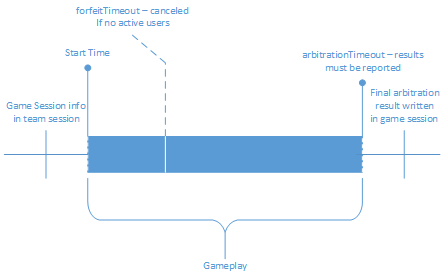 forfeitTimeout – canceled
If no active users
Start Time
arbitrationTimeout – results
must be reported
Game Session info
in team session
Final arbitration
result written
in game session
Gameplay